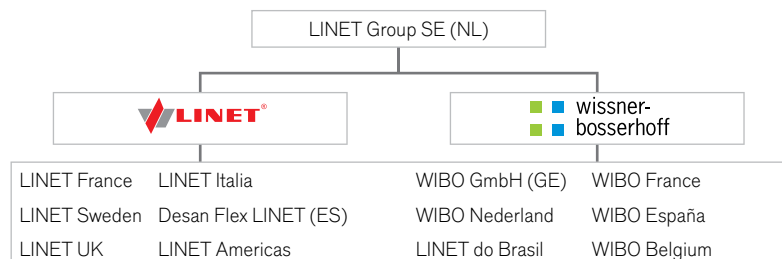 LINET Group SE (NL)
LINET®
wissner-
bosserhoff
LINET France LINET Italia WIBO GmbH (GE) WIBO France
LINET Sweden Desan Flex LINET (ES) WIBO Nederland WIBO España
LINET UK LINET Americas LINET do Brasil WIBO Belgium